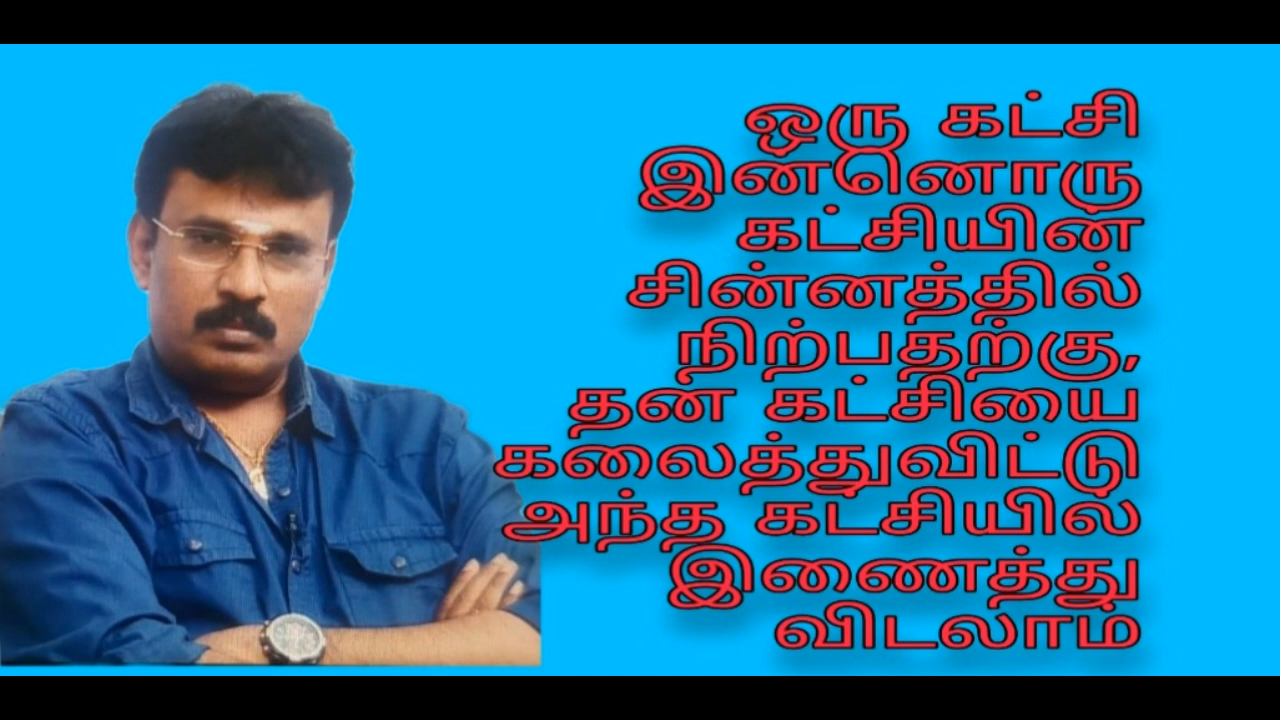 ஒரு கட்சி
இன்னொரு
கட்சியின்
சின்னத்தில்
நிற்பதற்கு,
தன் கட்சியை
கலைத்துவிட்டு
அந்த கட்சியில்
இணைத்து
விடலாம்